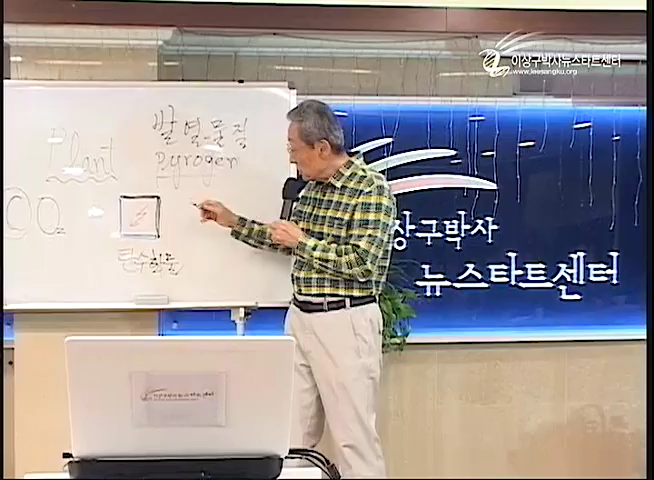 이상구박사뉴스타트센터
www.leesangku.org
발열물질
pyrogen
Plant
CO₂
탄수화물
상구박사
뉴스타트센터